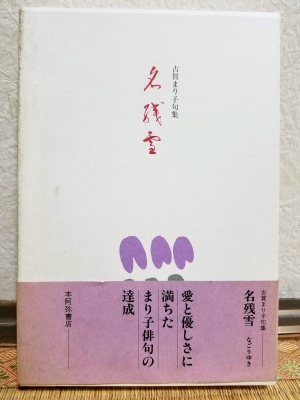 古賀まり子句集
名残雪
古賀まり子句集
名残雪 なごりゆき
愛と優しさに
満ちた
まり子俳句の
達成
本阿弥書店